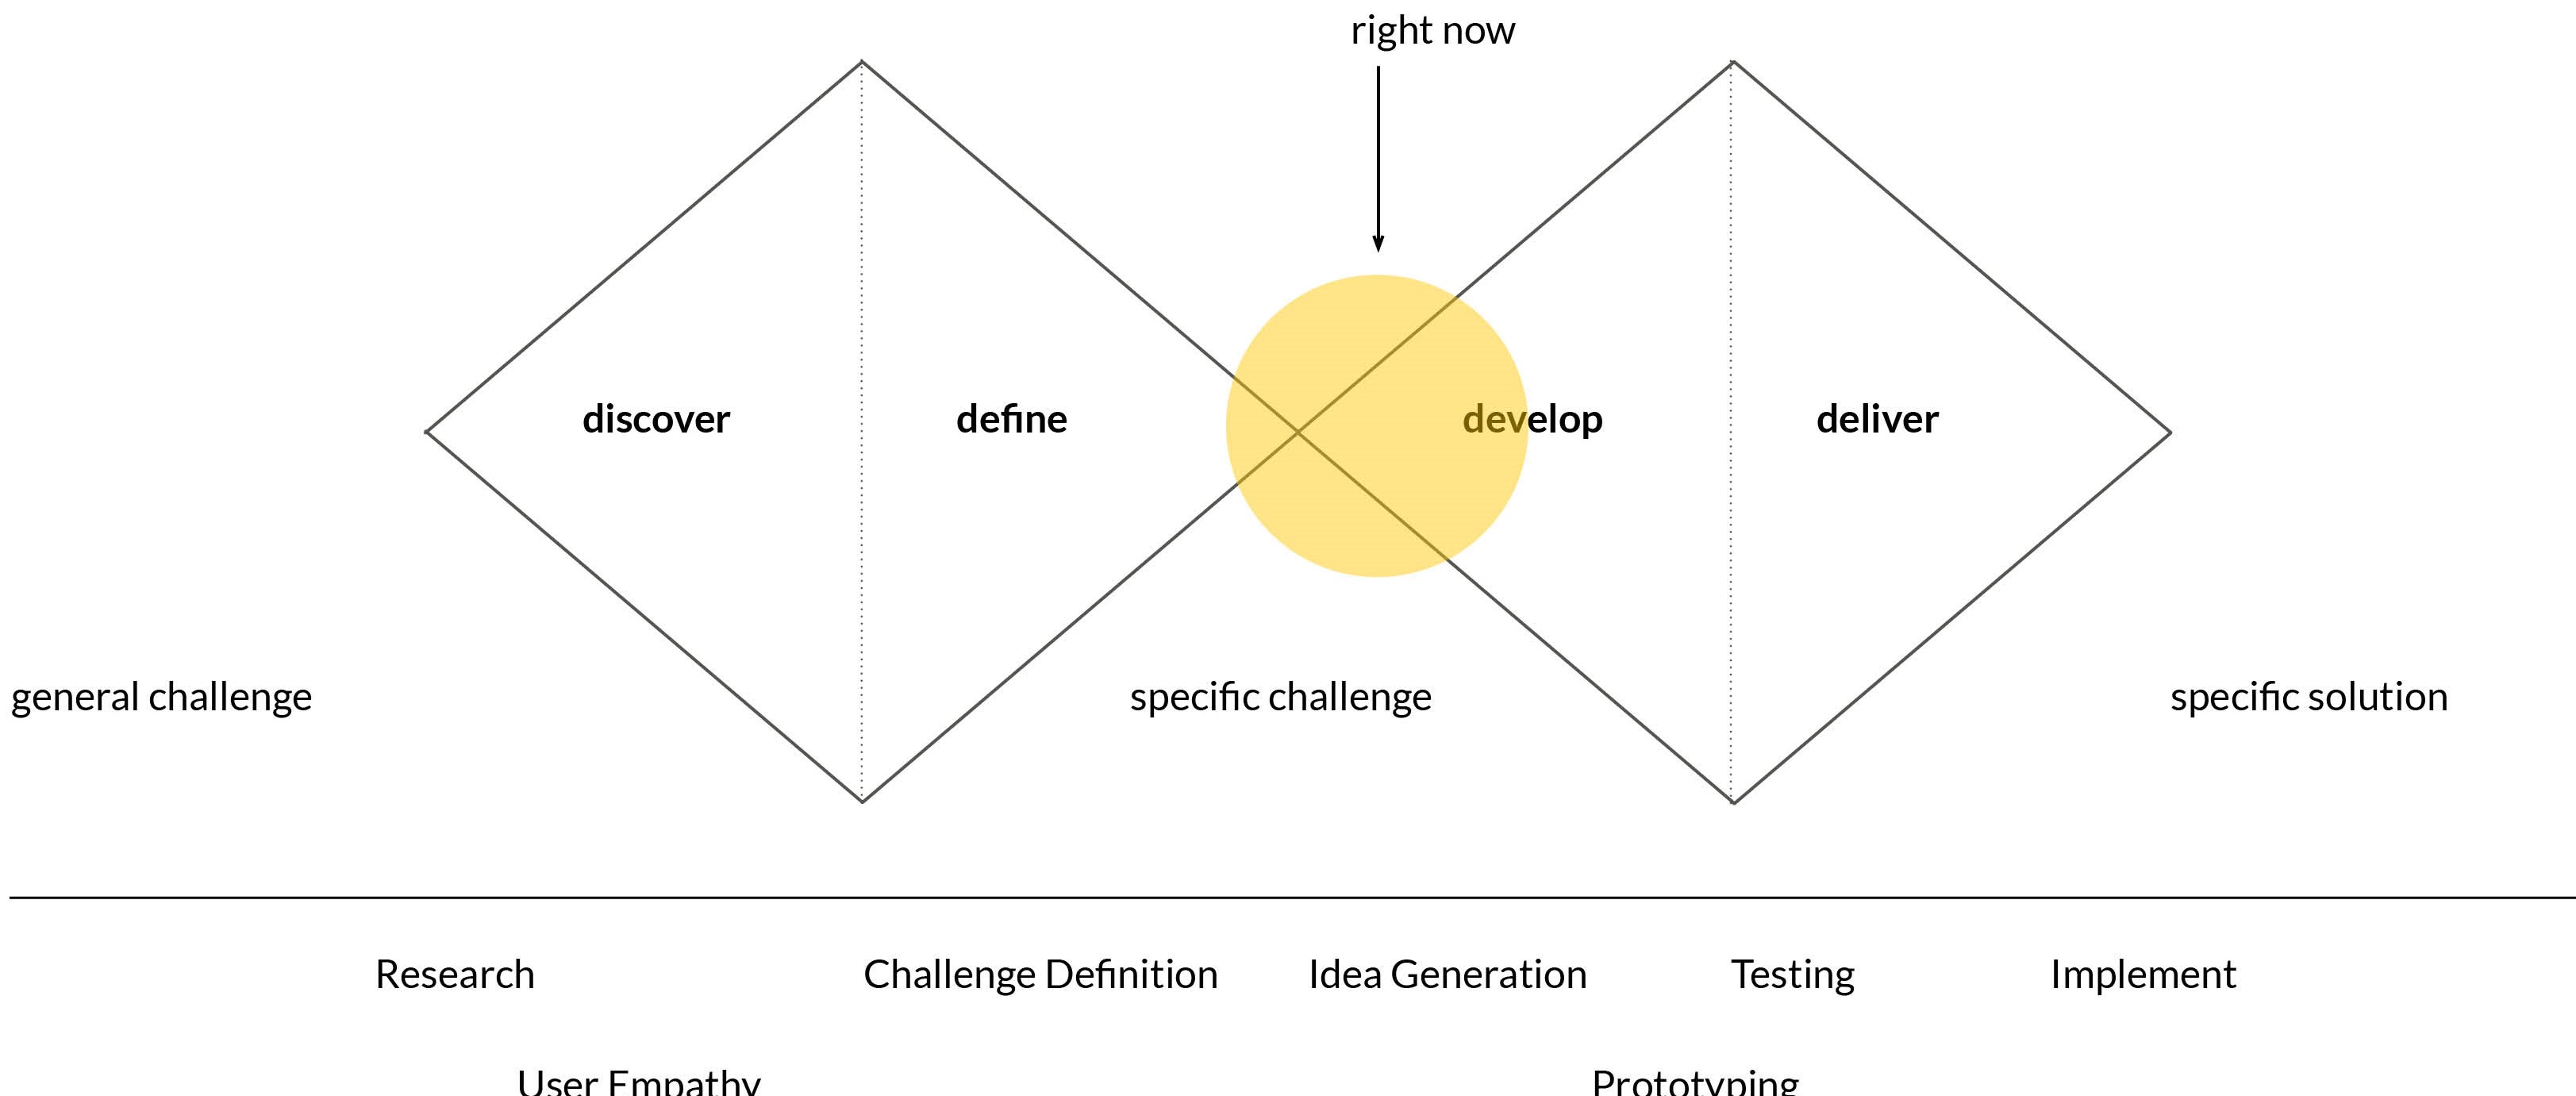 right now
discover define develop deliver
general challenge specific challenge specific solution
Research Challenge Definition Idea Generation Testing Implement
User Empathy Prototyping